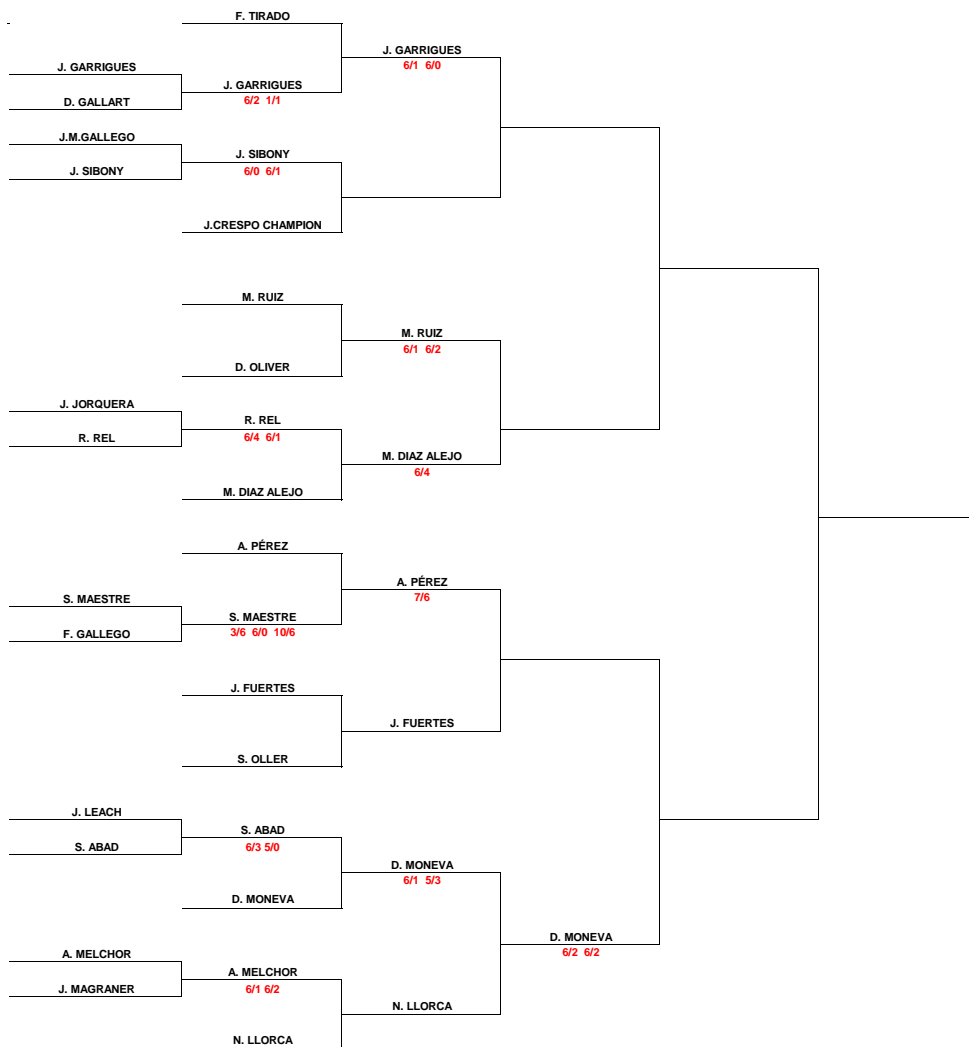 F. TIRADO
J. GARRIGUES
6/1 6/0
J. GARRIGUES
J. GARRIGUES
6/2 1/1
D. GALLART
J.M.GALLEGO
J. SIBONY
6/0 6/1
J. SIBONY
J.CRESPO CHAMPION
M. RUIZ
M. RUIZ
6/1 6/2
D. OLIVER
J. JORQUERA
R. REL
6/4 6/1
R. REL
M. DIAZ ALEJO
6/4
M. DIAZ ALEJO
A. PÉREZ
A. PÉREZ
7/6
S. MAESTRE
S. MAESTRE
3/6 6/0 10/6
F. GALLEGO
J. FUERTES
J. FUERTES
S. OLLER
J. LEACH
S. ABAD
6/3 5/0
S. ABAD
D. MONEVA
6/1 5/3
D. MONEVA
D. MONEVA
6/2 6/2
A. MELCHOR
A. MELCHOR
6/1 6/2
J. MAGRANER
N. LLORCA
N. LLORCA